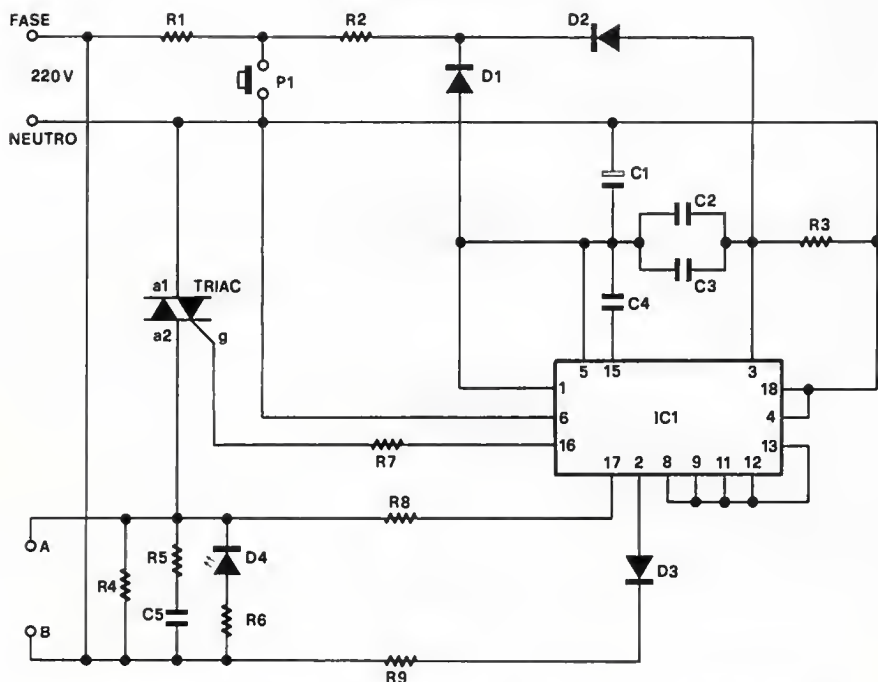 FASE
R1
R2
D2
220V
P1
D1
NEUTRO
C1
C2
R3
C3
C4
a1 TRIAC
a2
g
5 15 3
1
18
6
IC1
4
16
13
R7
17 2 8 9 11 12
R8
A
R5
D4
D3
R4
C5
R6
B
R9